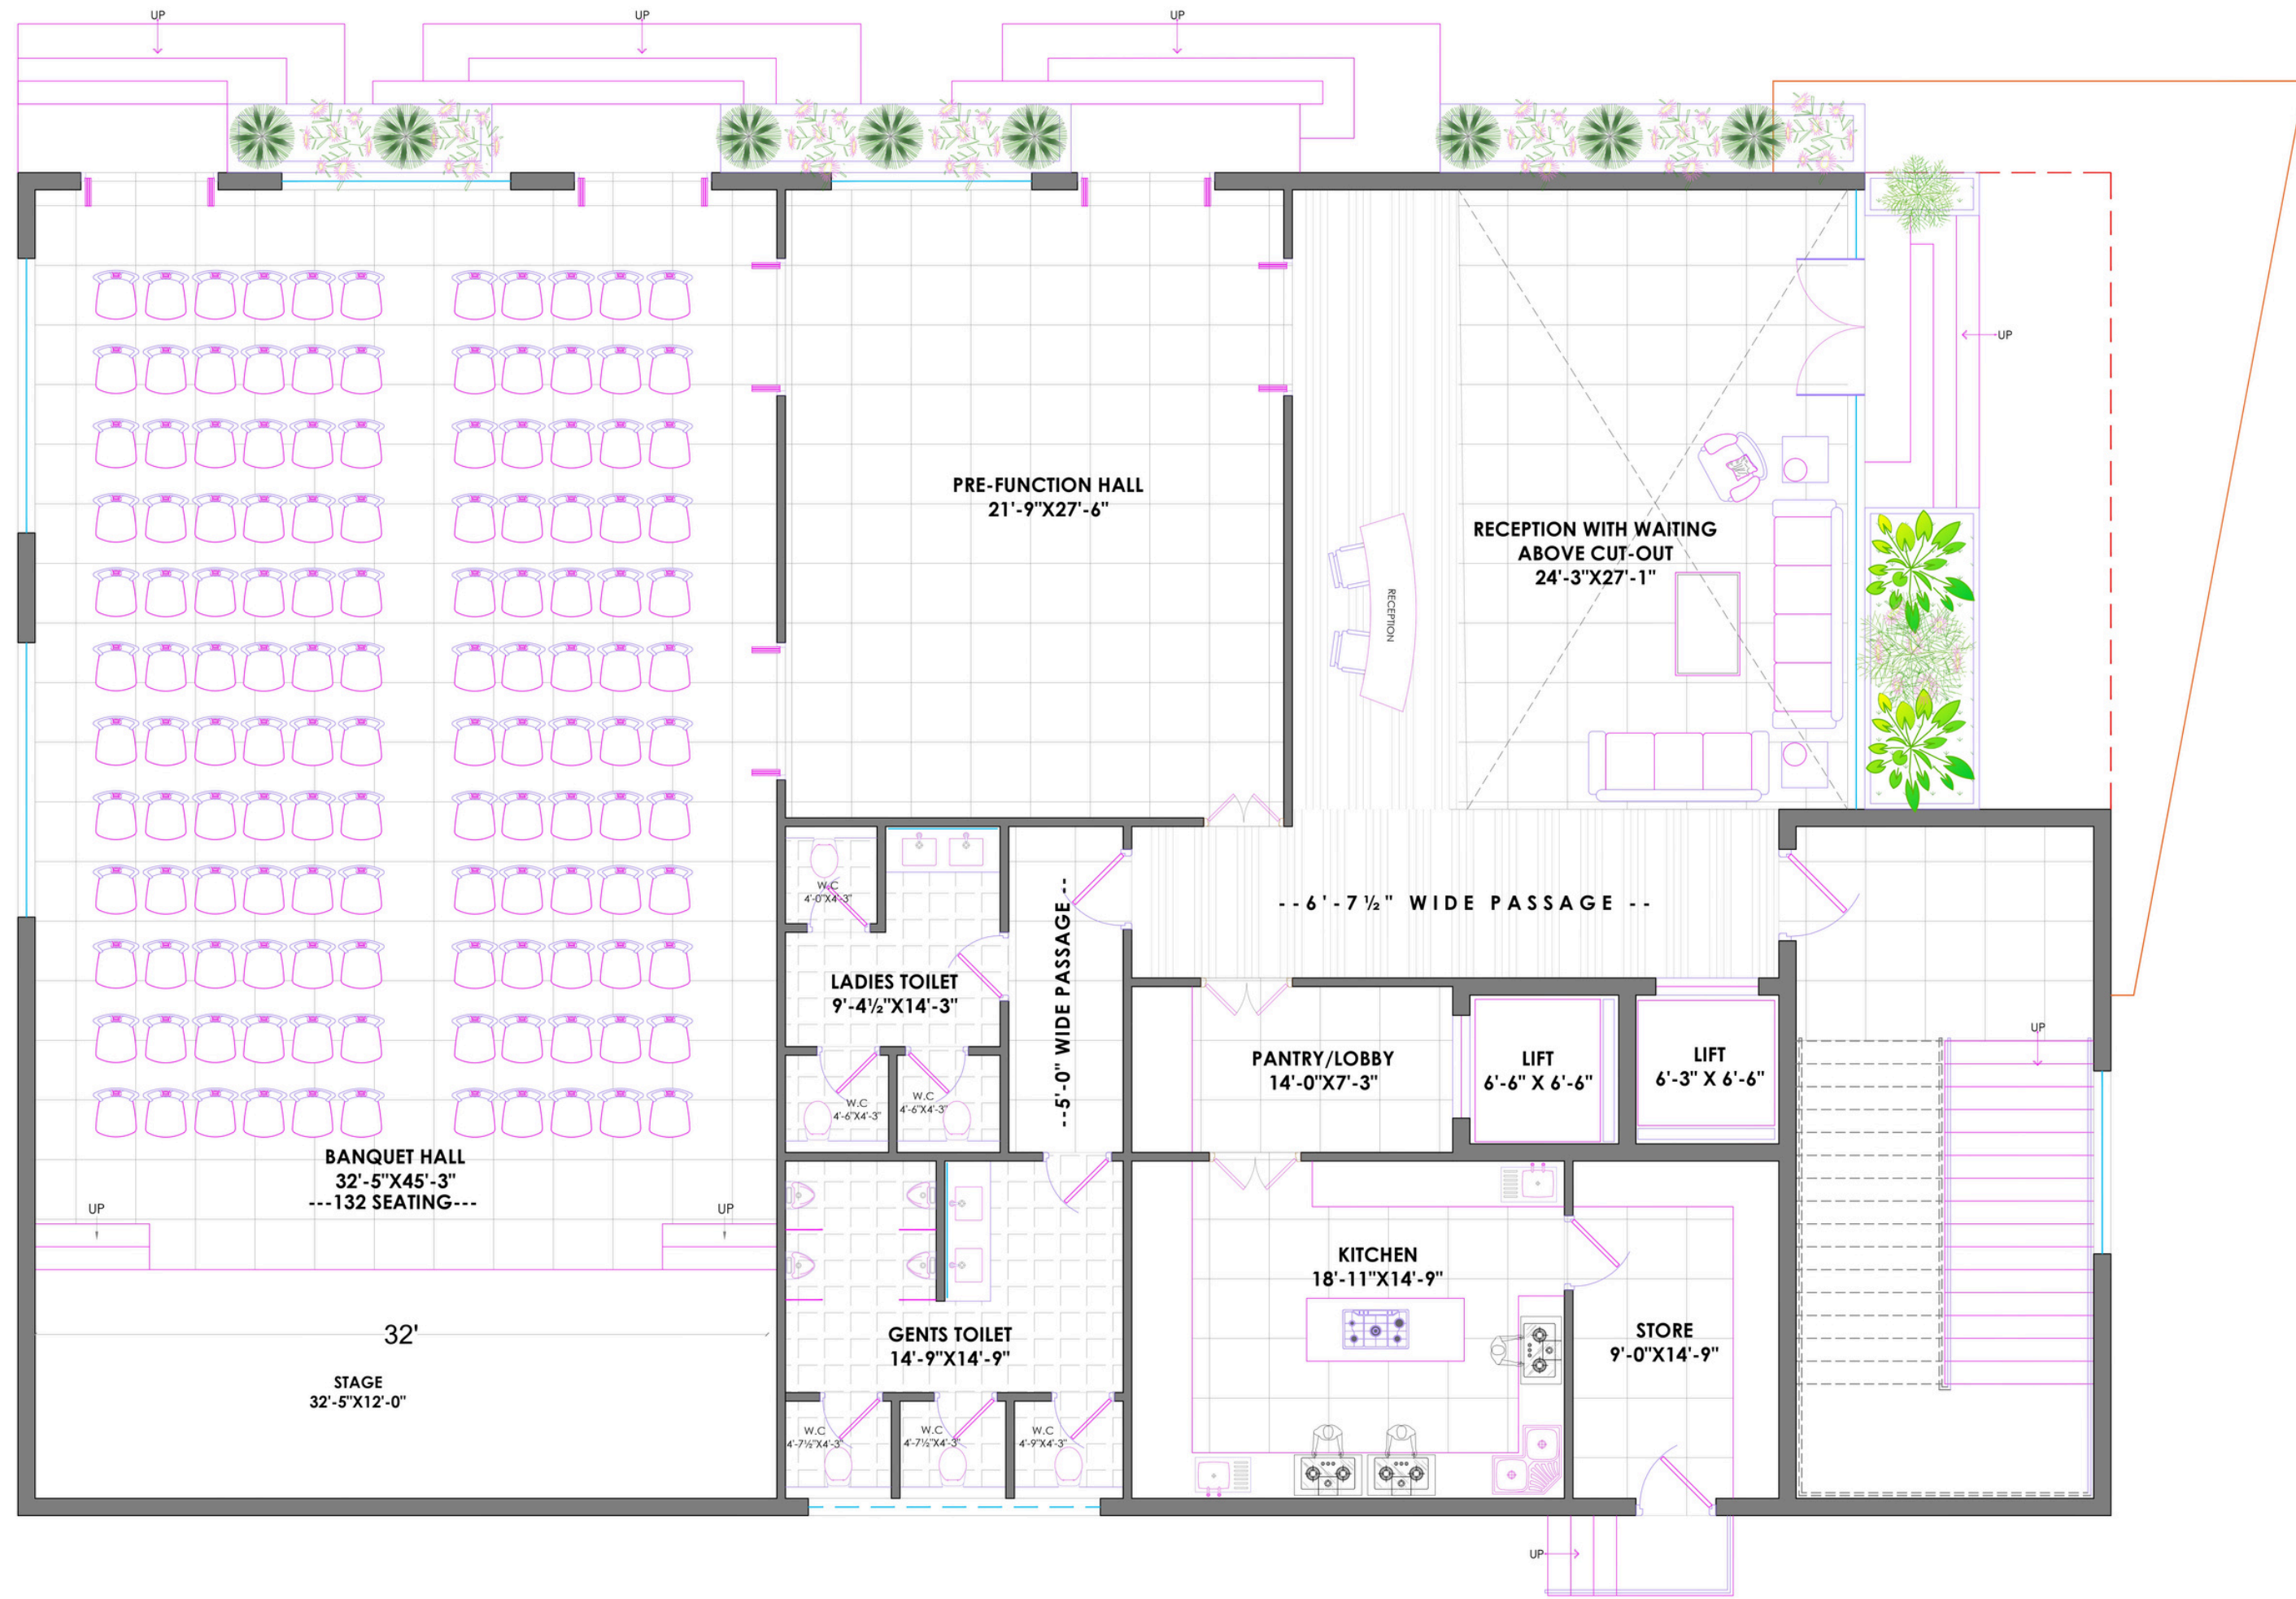 UP
UP
UP
UP
PRE-FUNCTION HALL
21'-9"X27'-6"
RECEPTION WITH WAITING
ABOVE CUT-OUT
24'-3"X27'-1"
RECEPTION
W.C
4'-0"X4'-3"
--6'-7½" WIDE PASSAGE --
---5'-0" WIDE PASSAGE---
LADIES TOILET
9'-4½"X14'-3"
W.C
4'-6"X4'-3"
W.C
4'-6"X4'-3"
PANTRY/LOBBY
14'-0"X7'-3"
LIFT
6'-6" X 6'-6"
LIFT
6'-3" X 6'-6"
UP
BANQUET HALL
32'-5"X45'-3"
---132 SEATING---
UP
UP
KITCHEN
18'-11"X14'-9"
32'
GENTS TOILET
14'-9"X14'-9"
STORE
9'-0"X14'-9"
STAGE
32'-5"X12'-0"
W.C
4'-7½"X4'-3"
W.C
4'-7½"X4'-3"
W.C
4'-9"X4'-3"
UP